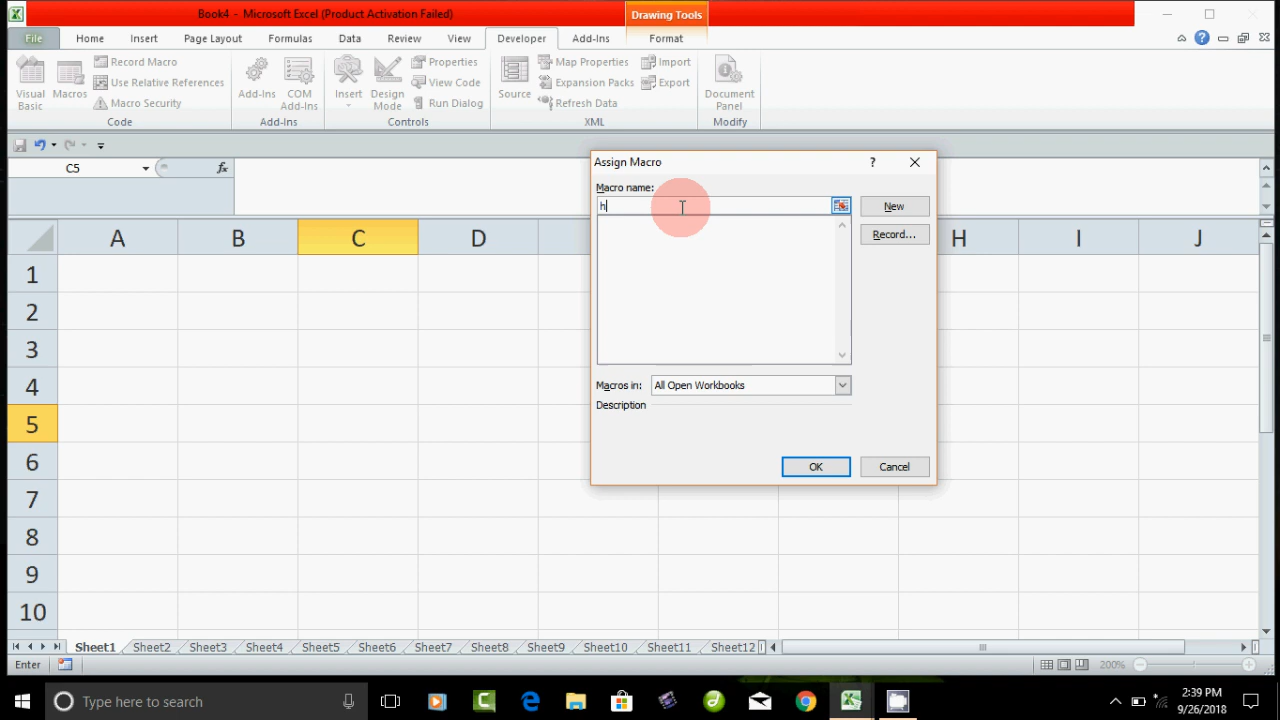 Book4 - Microsoft Excel (Product Activation Failed)
Drawing Tools
File Home Insert Page Layout Formulas Data Review View Developer Add-Ins Format
Visual Basic
Macros
Record Macro
Use Relative References
Macro Security
Code
Add-Ins
COM Add-Ins
Add-Ins
Insert
Design Mode
Properties
View Code
Run Dialog
Controls
Source
Map Properties
Expansion Packs
Refresh Data
Import
Export
XML
Document Panel
Modify
C5
fx
Assign Macro
?
Macro name:
h
New
Record...
Macros in: All Open Workbooks
Description
OK
Cancel
A B C D H I J
1
2
3
4
5
6
7
8
9
10
Sheet1 Sheet2 Sheet3 Sheet4 Sheet5 Sheet6 Sheet7 Sheet8 Sheet9 Sheet10 Sheet11 Sheet12
Enter
200%
Type here to search
2:39 PM
9/26/2018